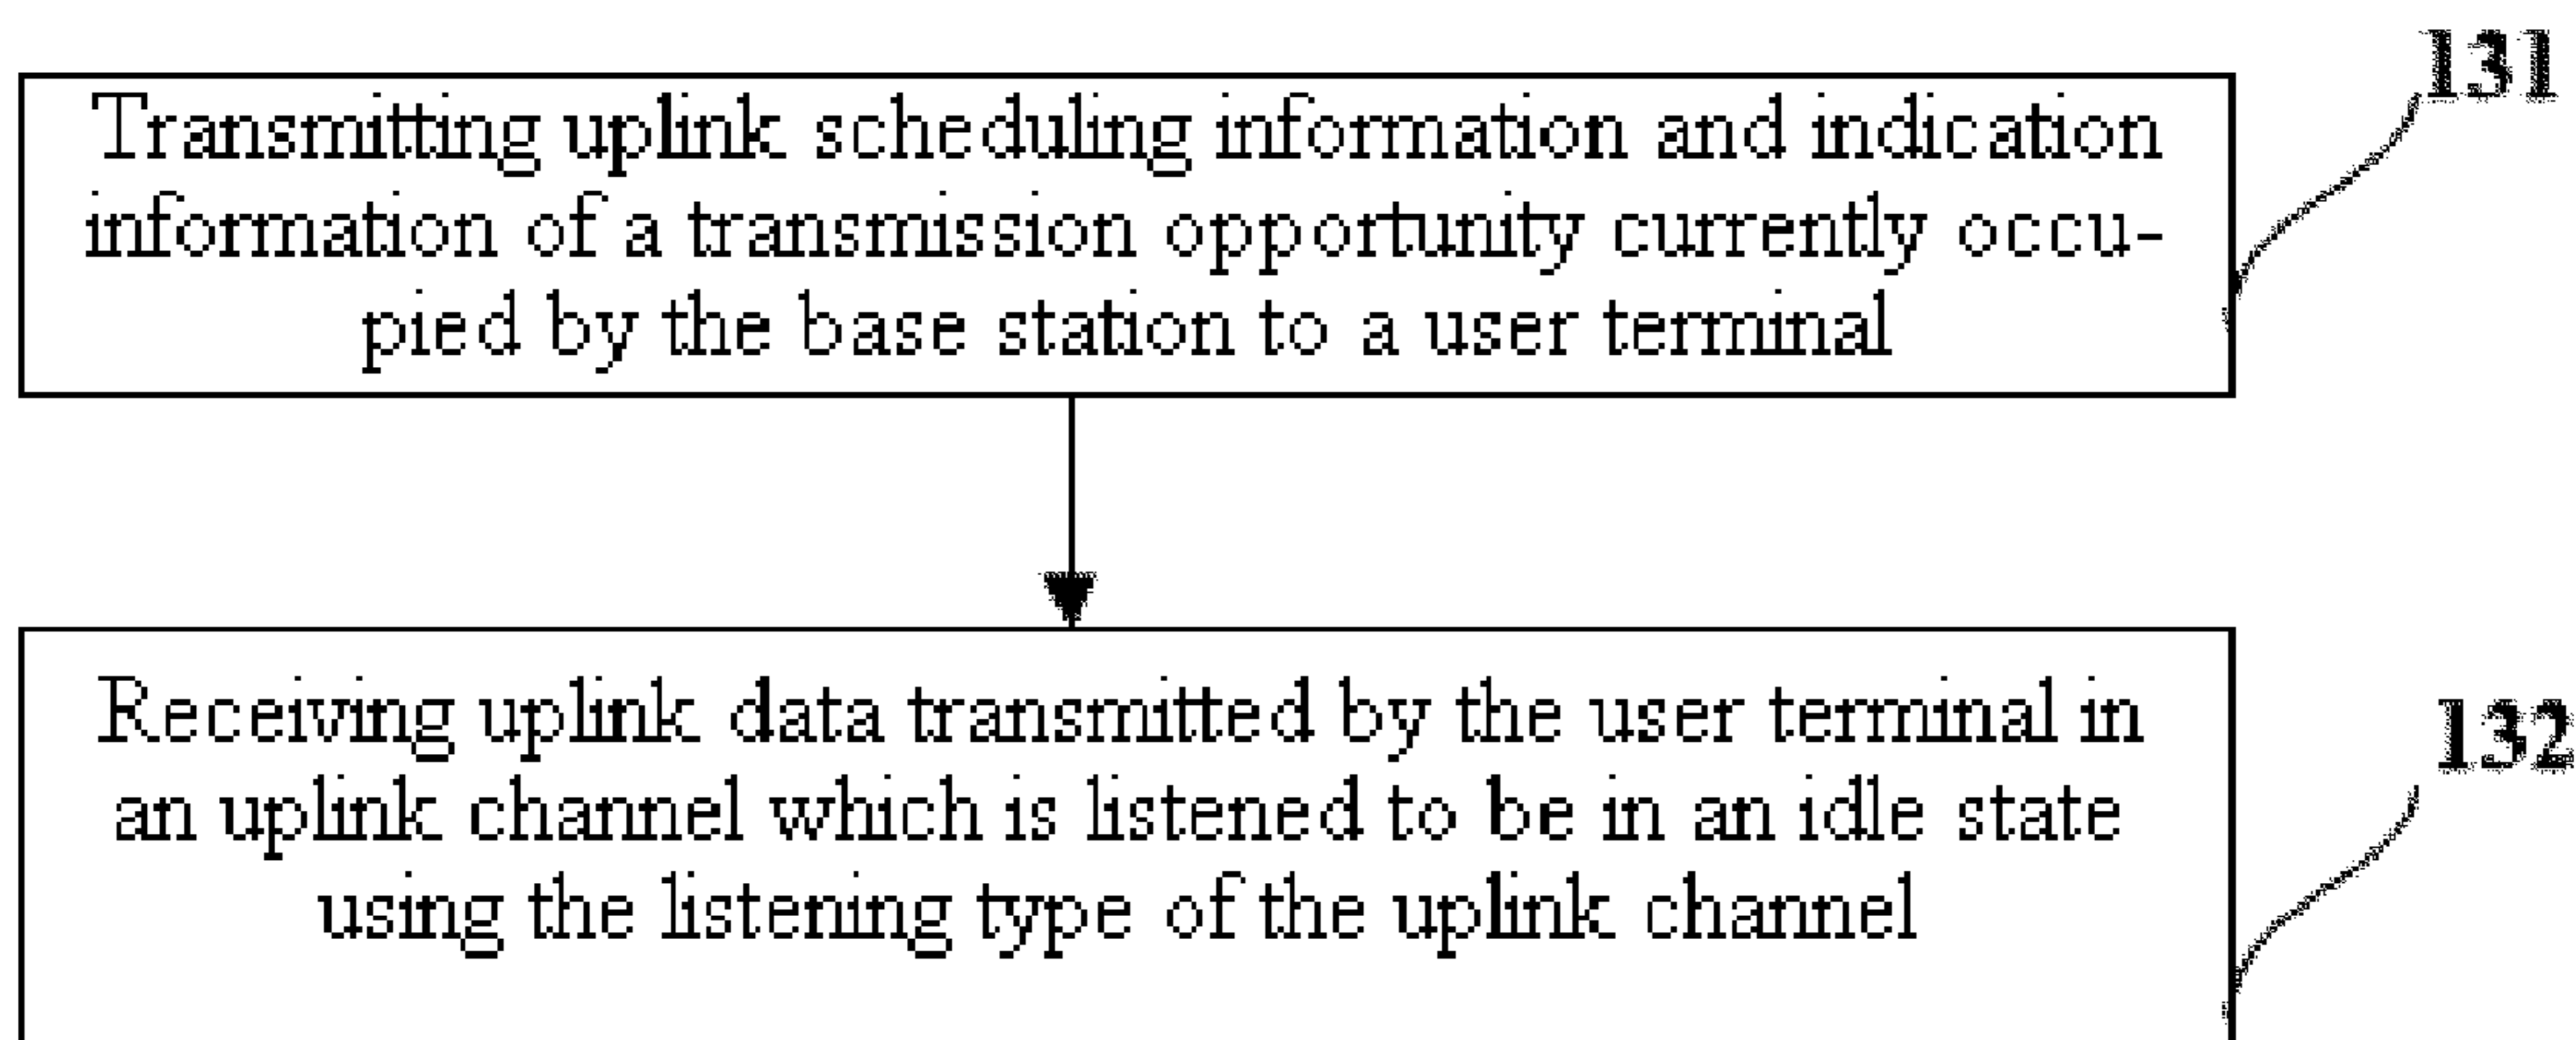 131
Transmitting uplink scheduling information and indication
information of a transmission opportunity currently occu-
pied by the base station to a user terminal
Receiving uplink data transmitted by the user terminal in
132
an uplink channel which is listened to be in an idle state
using the listening type of the uplink channel